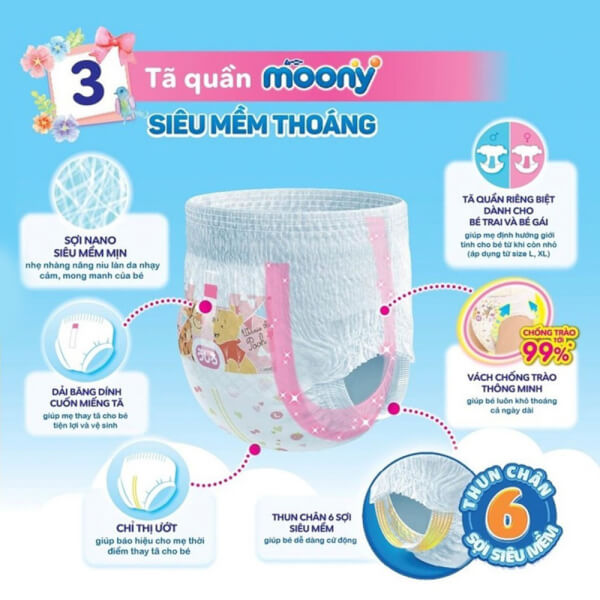 3 Tã quần moony
SIÊU MỀM THOÁNG
SỢI NANO
SIÊU MỀM MỊN
nhẹ nhàng nâng niu làn da nhạy
cảm, mong manh của bé
TÃ QUẦN RIÊNG BIỆT
DÀNH CHO
BÉ TRAI VÀ BÉ GÁI
giúp mẹ định hướng giới
tính cho bé từ khi còn nhỏ
(áp dụng từ size L, XL)
Pooh
うしろ
DẢI BĂNG DÍNH
CUỐN MIẾNG TÃ
giúp mẹ thay tã cho bé
tiện lợi và vệ sinh
CHỐNG TRÀO
TỚI
99%
VÁCH CHỐNG TRÀO
THÔNG MINH
giúp bé luôn khô thoáng
cả ngày dài
CHỈ THỊ ƯỚT
giúp báo hiệu cho mẹ thời
điểm thay tã cho bé
THUN CHÂN 6 SỢI
SIÊU MỀM
giúp bé dễ dàng cử động
THUN CHÂN
6
SỢI SIÊU MỀM